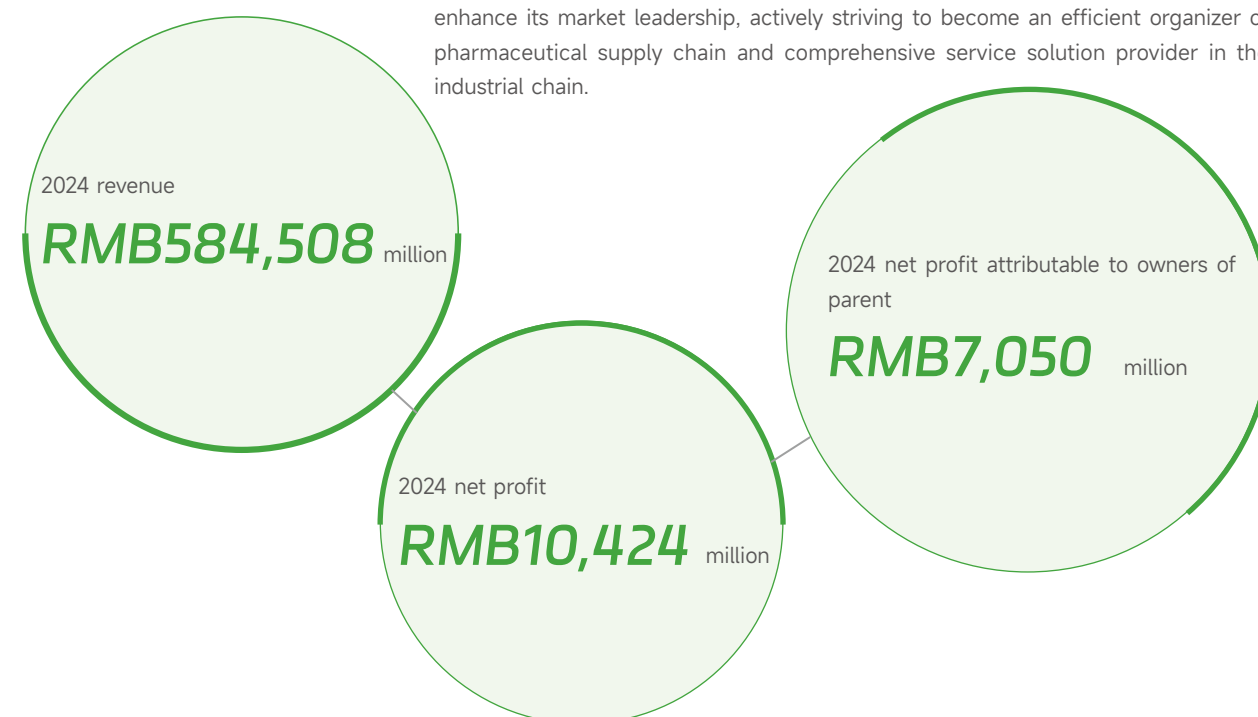 enhance its market leadership, actively striving to become an efficient organizer
pharmaceutical supply chain and comprehensive service solution provider in
industrial chain.
2024 revenue
RMB584,508 million
2024 net profit attributable to owners of
parent
RMB7,050 million
2024 net profit
RMB10,424 million